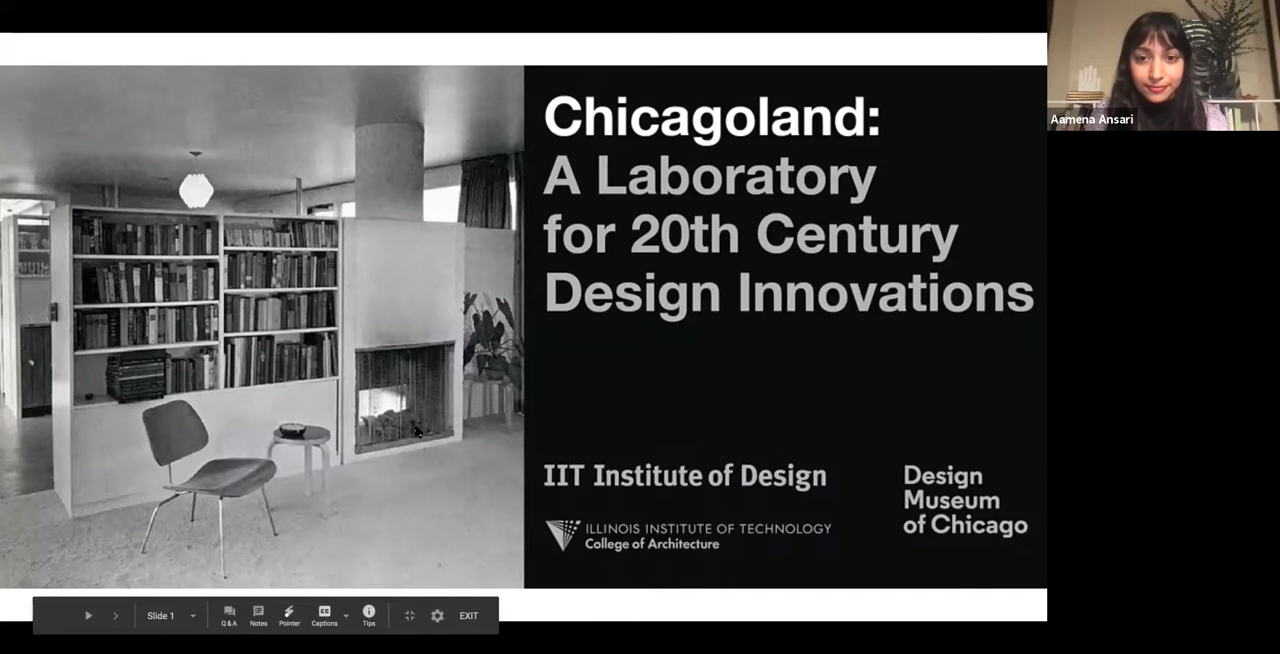 Chicagoland:
A Laboratory
for 20th Century
Design Innovations
IIT Institute of Design
ILLINOIS INSTITUTE OF TECHNOLOGY
College of Architecture
Design
Museum
of Chicago
Aamena Ansari
Slide 1
Q & A
Notes
Pointer
CC
Captions
Tips
EXIT